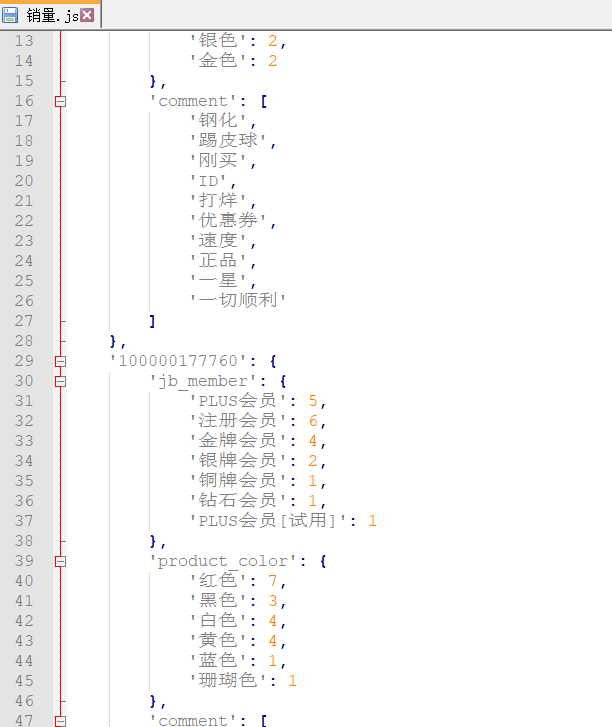 销量.js
13 '银色': 2,
14 '金色': 2
15 },
16 'comment': [
17 '钢化',
18 '踢皮球',
19 '刚买',
20 'ID',
21 '打烊',
22 '优惠券',
23 '速度',
24 '正品',
25 '一星',
26 '一切顺利'
27 ]
28 },
29 '100000177760': {
30 'jb_member': {
31 'PLUS会员': 5,
32 '注册会员': 6,
33 '金牌会员': 4,
34 '银牌会员': 2,
35 '铜牌会员': 1,
36 '钻石会员': 1,
37 'PLUS会员[试用]': 1
38 },
39 'product_color': {
40 '红色': 7,
41 '黑色': 3,
42 '白色': 4,
43 '黄色': 4,
44 '蓝色': 1,
45 '珊瑚色': 1
46 },
47 'comment': [